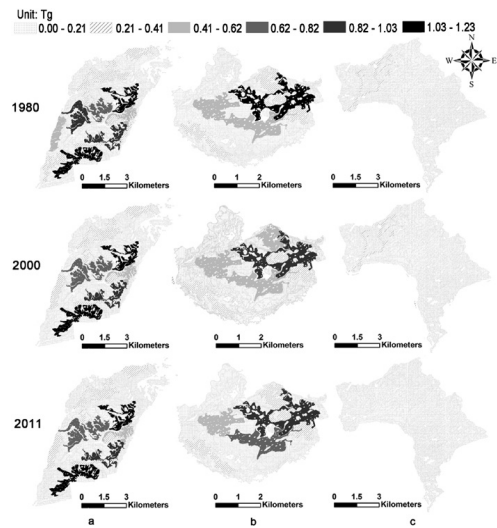 Unit: Tg
0.00 - 0.21 0.21 - 0.41 0.41 - 0.62 0.62 - 0.82 0.82 - 1.03 1.03 - 1.23
N
W E
S
1980
0 1.5 3
Kilometers
0 1 2
Kilometers
0 1.5 3
Kilometers
2000
0 1.5 3
Kilometers
0 1 2
Kilometers
0 1.5 3
Kilometers
2011
0 1.5 3
Kilometers
0 1 2
Kilometers
0 1.5 3
Kilometers
a b c